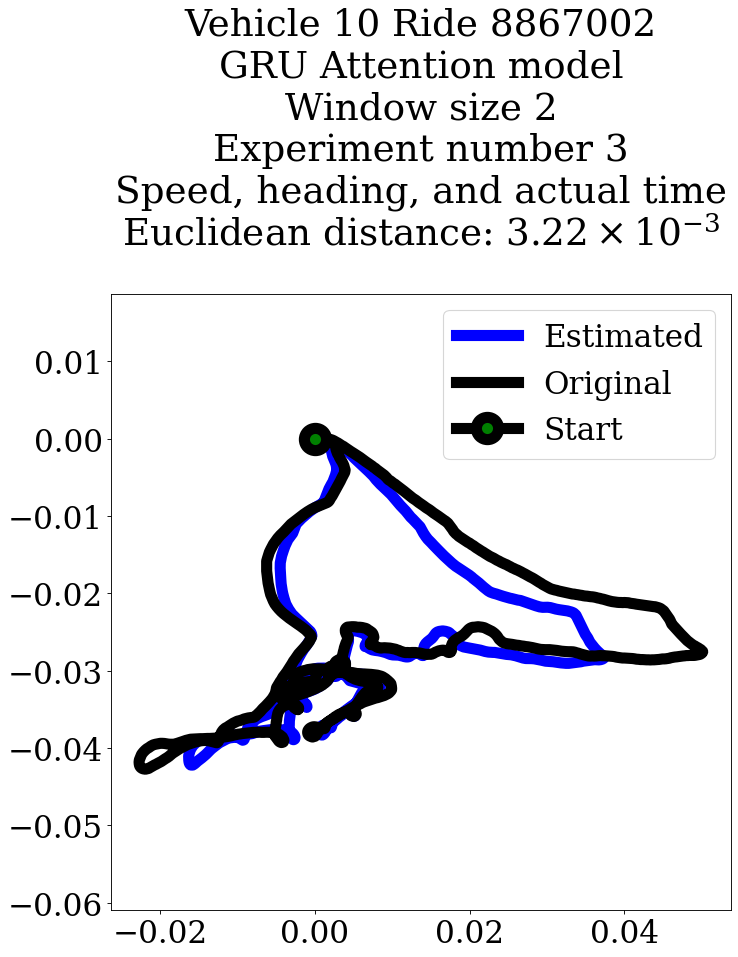 Vehicle 10 Ride 8867002
GRU Attention model
Window size 2
Experiment number 3
Speed, heading, and actual time
Euclidean distance: 3.22 × 10⁻³
Estimated
Original
Start
0.01
0.00
−0.01
−0.02
−0.03
−0.04
−0.05
−0.06
−0.02 0.00 0.02 0.04